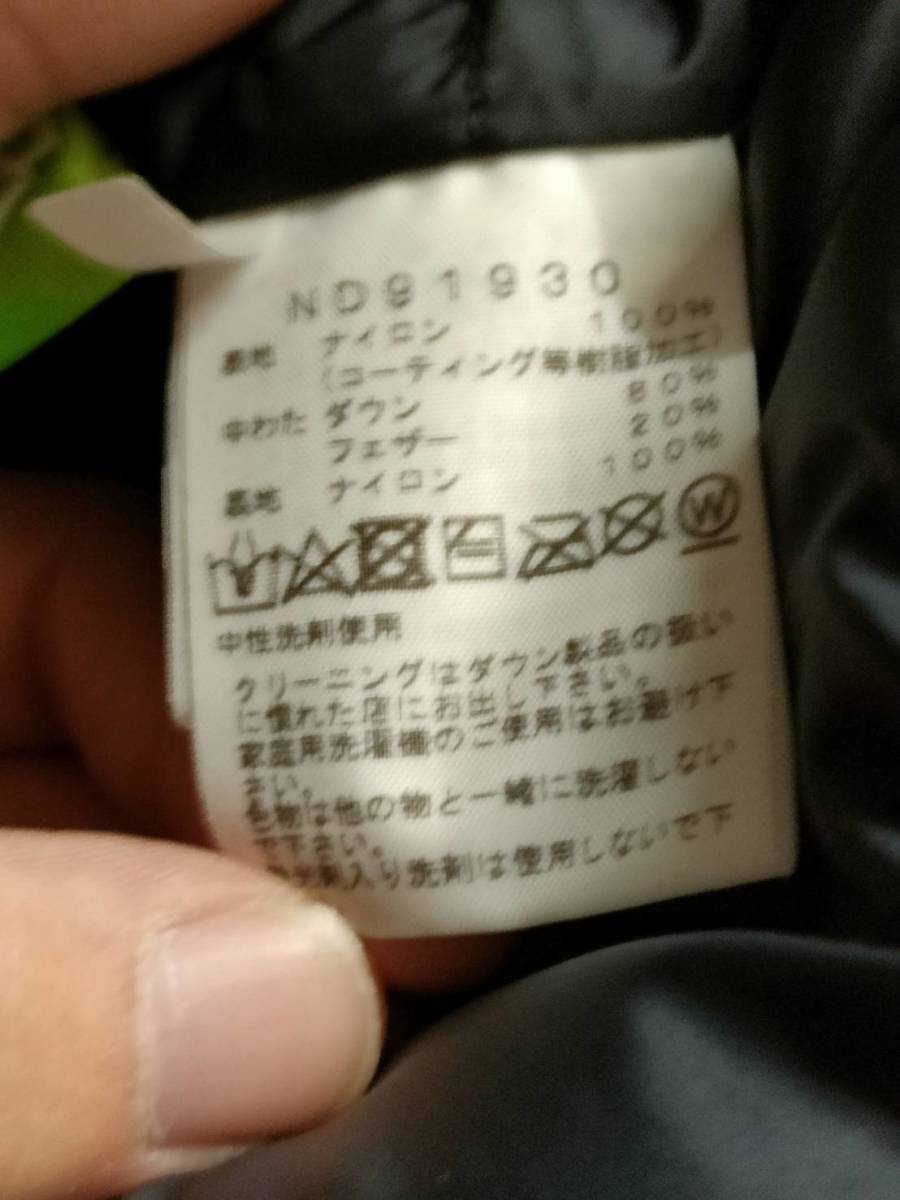 ND91930
表地 ナイロン 100%
(コーティング等樹脂加工)
中わた ダウン 80%
フェザー 20%
裏地 ナイロン 100%
W
中性洗剤使用
クリーニングはダウン製品の扱い
に慣れた店にお出し下さい。
家庭用洗濯機のご使用はお避け下
さい。
色物は他の物と一緒に洗濯しない
で下さい。
剤入り洗剤は使用しないで下